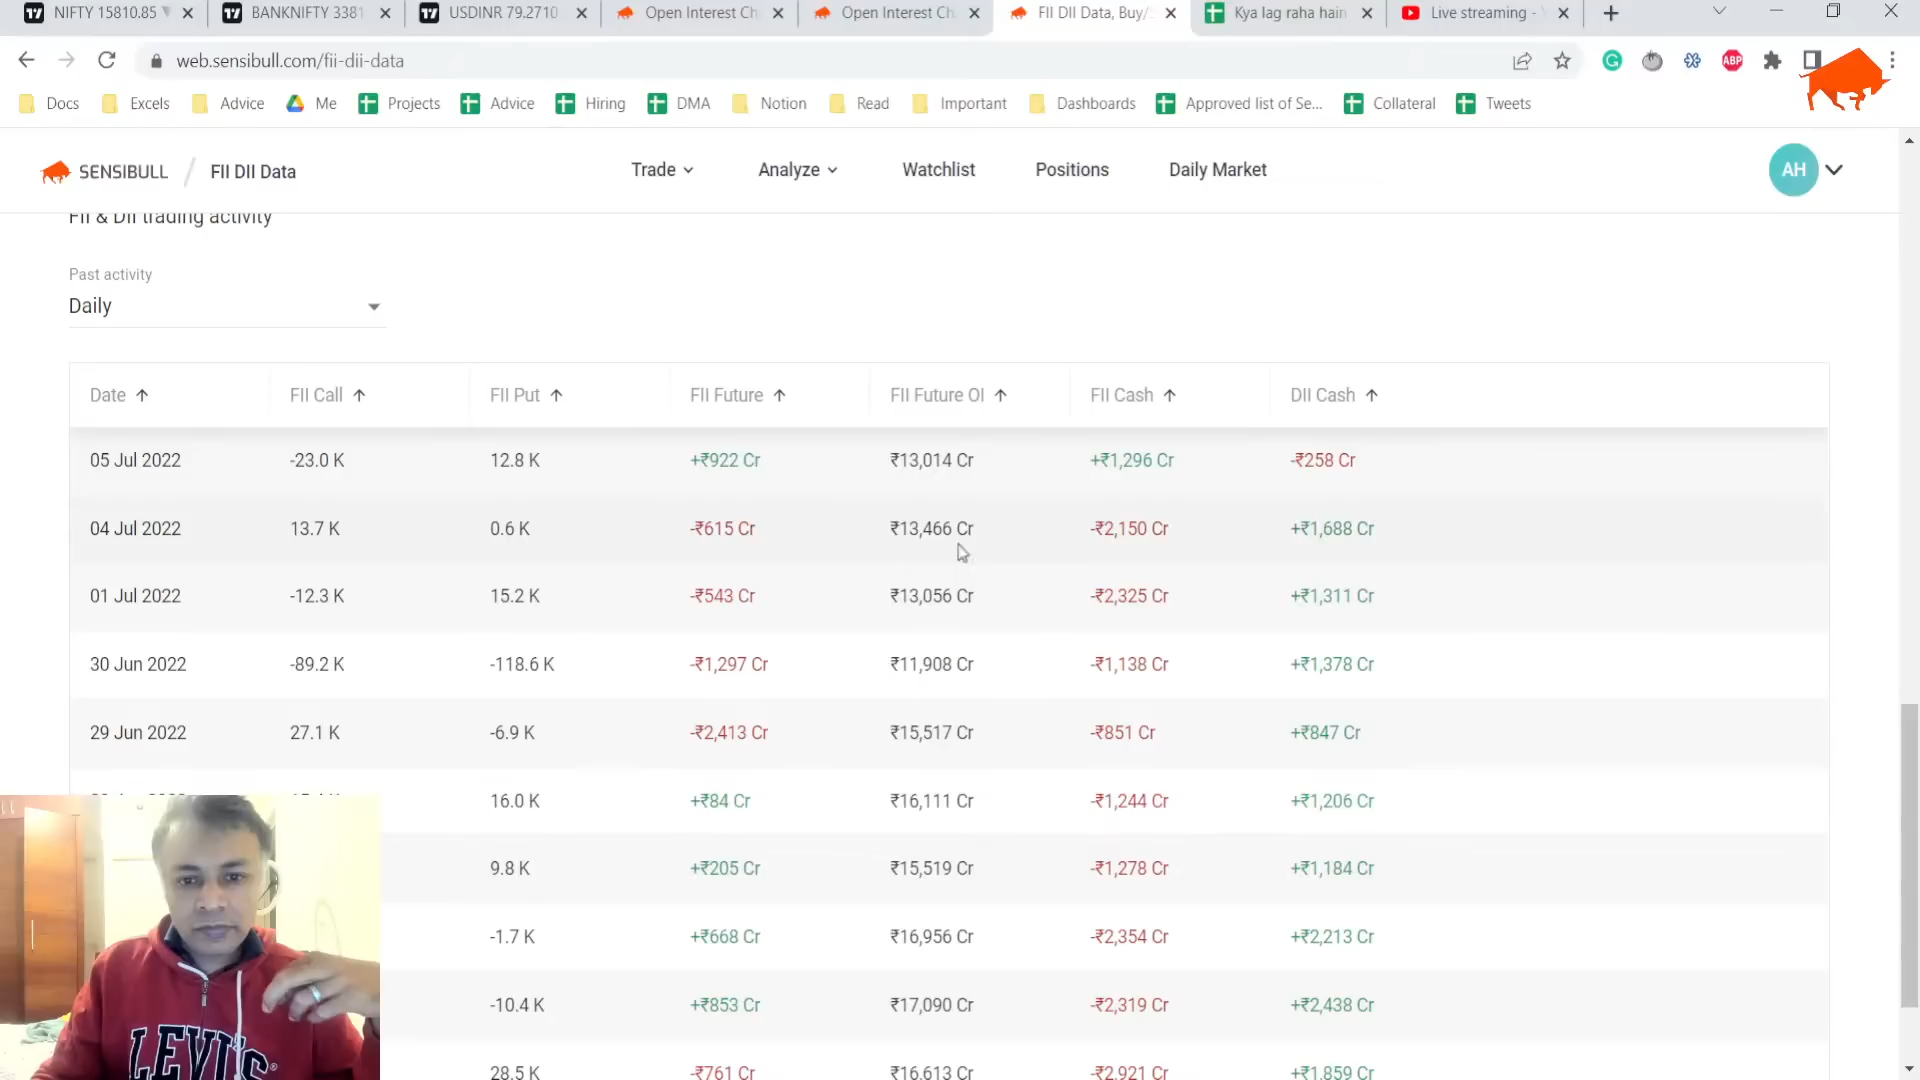 NIFTY 15810.85
BANKNIFTY 3381
USDINR 79.2710
Open Interest Ch
Open Interest Ch
FII DII Data, Buy/
Kya lag raha hain
Live streaming -
web.sensibull.com/fii-dii-data
G
ABP
Docs
Excels
Advice
Me
Projects
Advice
Hiring
DMA
Notion
Read
Important
Dashboards
Approved list of Se...
Collateral
Tweets
SENSIBULL / FII DII Data
Trade
Analyze
Watchlist
Positions
Daily Market
AH
FII & DII trading activity
Past activity
Daily
Date FII Call FII Put FII Future FII Future OI FII Cash DII Cash
05 Jul 2022 -23.0 K 12.8 K +₹922 Cr ₹13,014 Cr +₹1,296 Cr -₹258 Cr
04 Jul 2022 13.7 K 0.6 K -₹615 Cr ₹13,466 Cr -₹2,150 Cr +₹1,688 Cr
01 Jul 2022 -12.3 K 15.2 K -₹543 Cr ₹13,056 Cr -₹2,325 Cr +₹1,311 Cr
30 Jun 2022 -89.2 K -118.6 K -₹1,297 Cr ₹11,908 Cr -₹1,138 Cr +₹1,378 Cr
29 Jun 2022 27.1 K -6.9 K -₹2,413 Cr ₹15,517 Cr -₹851 Cr +₹847 Cr
16.0 K +₹84 Cr ₹16,111 Cr -₹1,244 Cr +₹1,206 Cr
9.8 K +₹205 Cr ₹15,519 Cr -₹1,278 Cr +₹1,184 Cr
-1.7 K +₹668 Cr ₹16,956 Cr -₹2,354 Cr +₹2,213 Cr
-10.4 K +₹853 Cr ₹17,090 Cr -₹2,319 Cr +₹2,438 Cr
28.5 K -₹761 Cr ₹16,613 Cr -₹2,921 Cr +₹1,859 Cr
LEVI'S